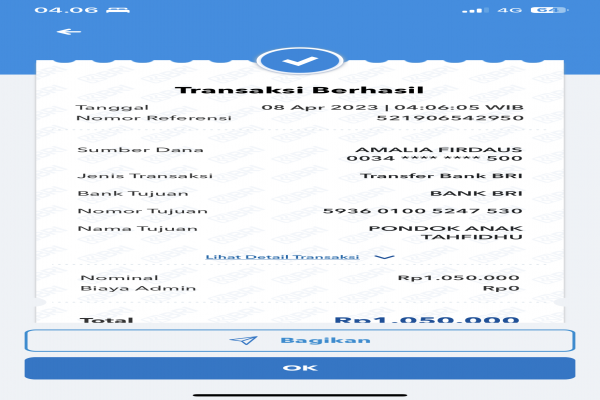 04.06 4G 64
Transaksi Berhasil
Tanggal 08 Apr 2023 | 04:06:05 WIB
Nomor Referensi 521906542950
Sumber Dana AMALIA FIRDAUS
0034 **** **** 500
Jenis Transaksi Transfer Bank BRI
Bank Tujuan BANK BRI
Nomor Tujuan 5936 0100 5247 530
Nama Tujuan PONDOK ANAK
TAHFIDHU
Lihat Detail Transaksi
Nominal Rp1.050.000
Biaya Admin Rp0
Total Rp1.050.000
Bagikan
OK